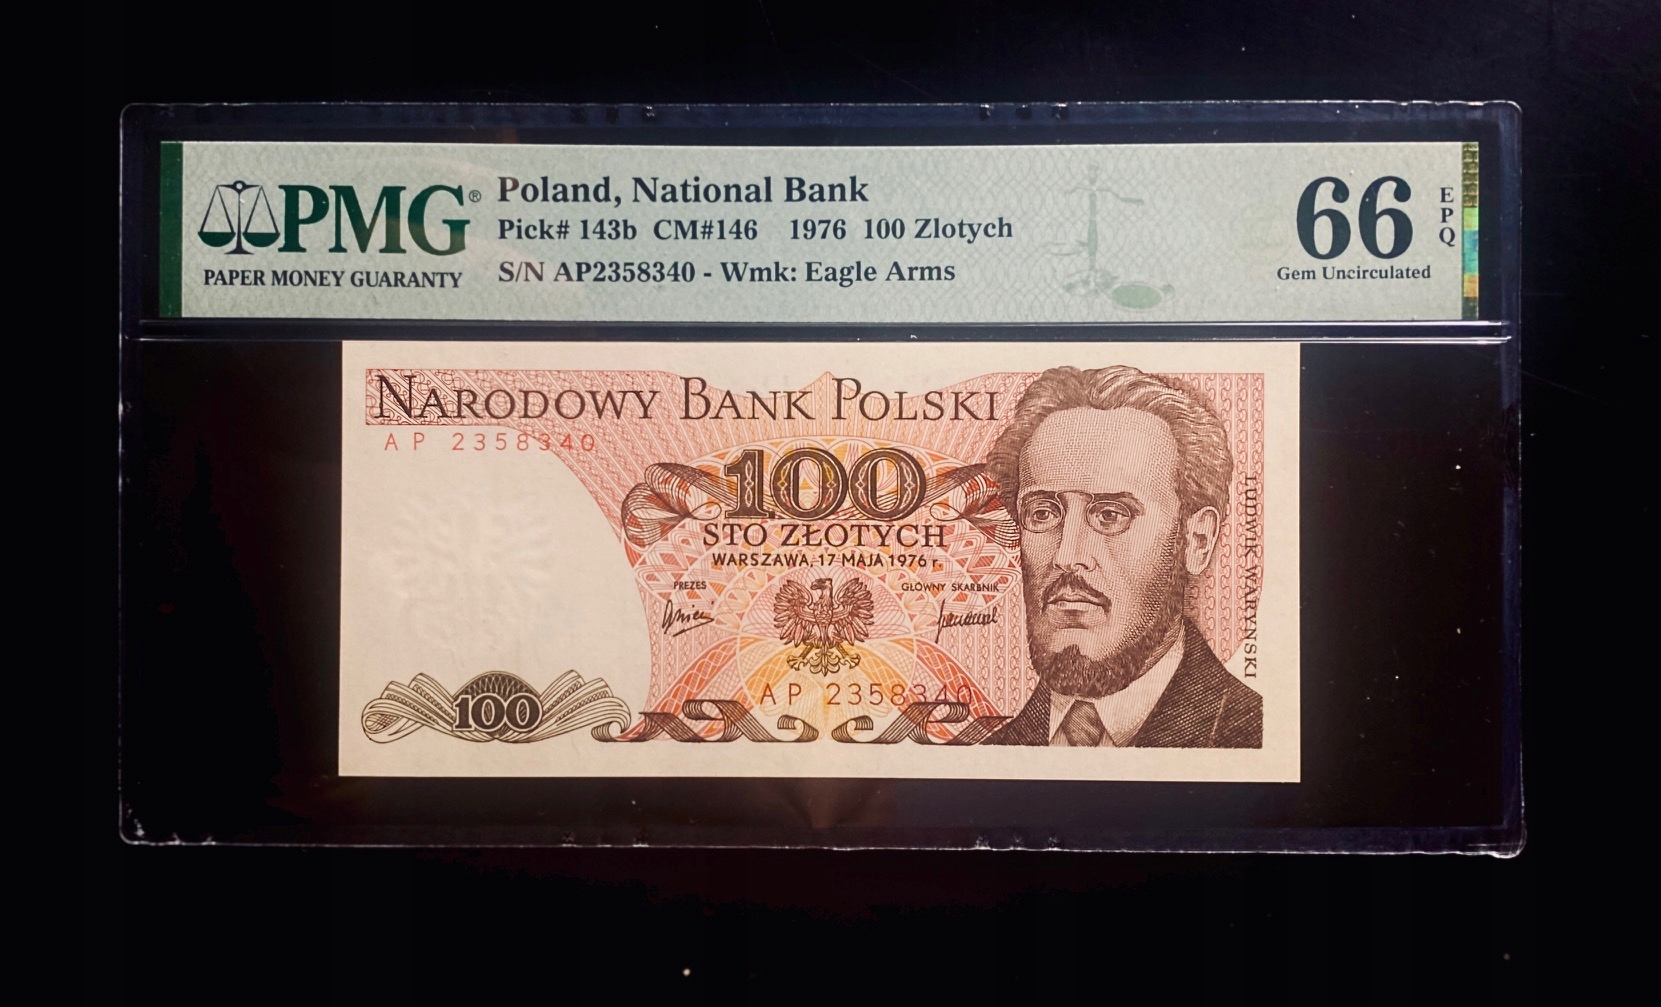 PMG®
PAPER MONEY GUARANTY
Poland, National Bank
Pick# 143b CM#146 1976 100 Zlotych
S/N AP2358340 - Wmk: Eagle Arms
66
EPQ
Gem Uncirculated
NARODOWY BANK POLSKI
AP 2358340
100
STO ZŁOTYCH
WARSZAWA, 17 MAJA 1976 r.
PREZES
GŁÓWNY SKARBNIK
LUDWIK WARYŃSKI
AP 2358340
100